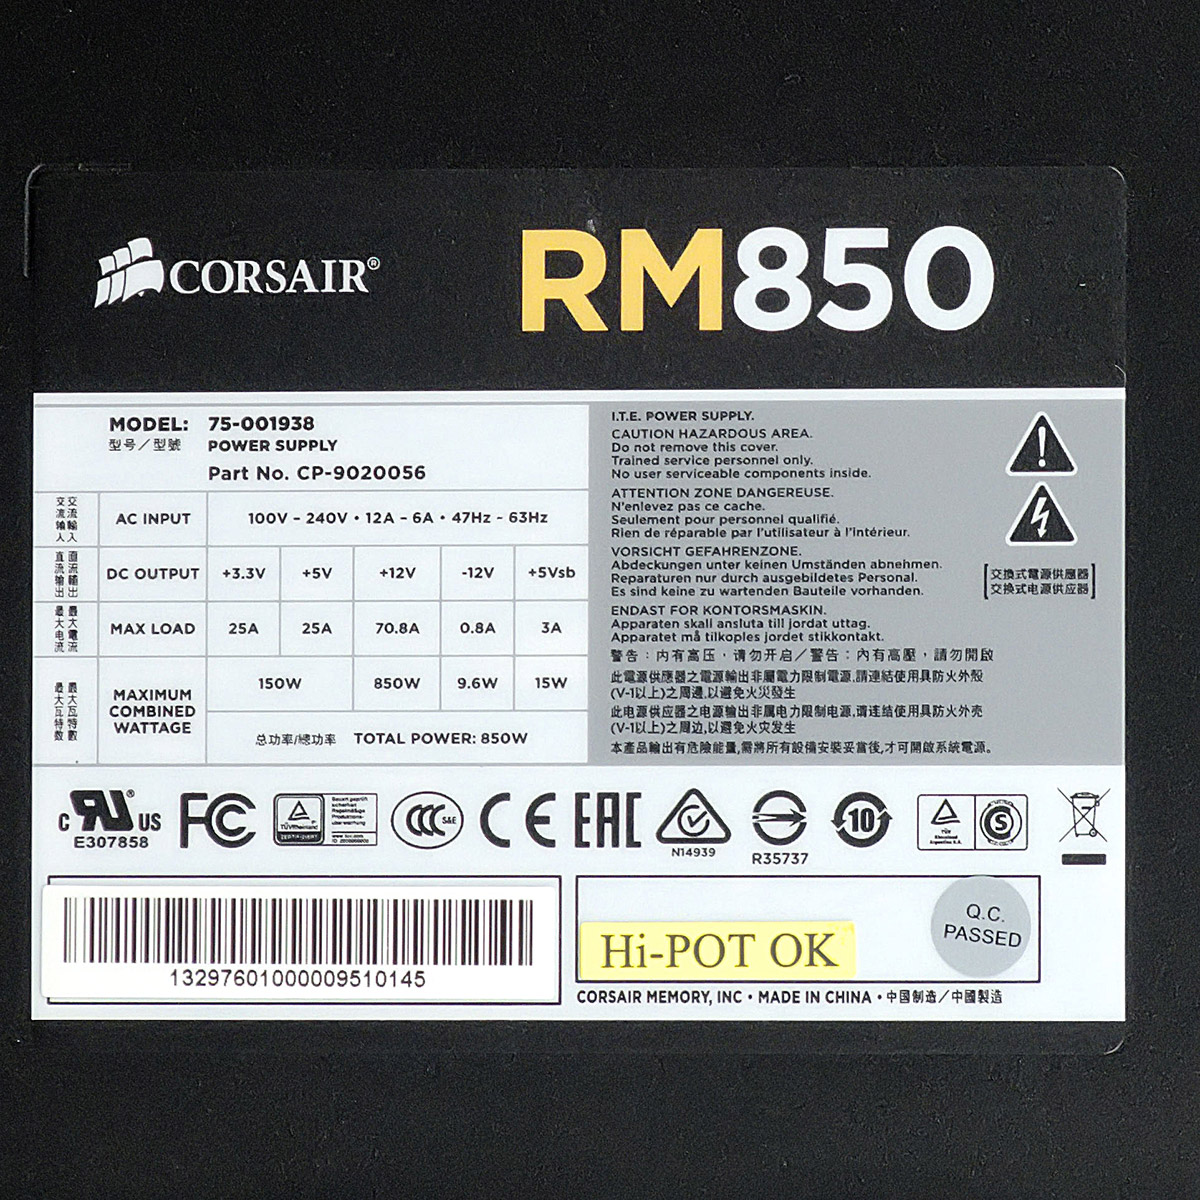 CORSAIR®
RM850
MODEL: 75-001938
型号/型號 POWER SUPPLY
Part No. CP-9020056
交流输入 交流輸入 AC INPUT 100V - 240V • 12A - 6A • 47Hz - 63Hz
直流输出 直流輸出 DC OUTPUT +3.3V +5V +12V -12V +5Vsb
最大电流 最大電流 MAX LOAD 25A 25A 70.8A 0.8A 3A
最大瓦特数 最大瓦特數 MAXIMUM COMBINED WATTAGE 150W 850W 9.6W 15W
总功率/總功率 TOTAL POWER: 850W
I.T.E. POWER SUPPLY.
CAUTION HAZARDOUS AREA.
Do not remove this cover.
Trained service personnel only.
No user serviceable components inside.
ATTENTION ZONE DANGEREUSE.
N'enlevez pas ce cache.
Seulement pour personnel qualifié.
Rien de réparable par l'utilisateur à l'intérieur.
VORSICHT GEFAHRENZONE.
Abdeckungen unter keinen Umständen abnehmen.
Reparaturen nur durch ausgebildetes Personal.
Es sind keine zu wartenden Bauteile vorhanden.
ENDAST FOR KONTORSMASKIN.
Apparaten skall ansluta till jordat uttag.
Apparatet må tilkoples jordet stikkontakt.
警告:内有高压,请勿开启/警告:內有高壓,請勿開啟
此電源供應器之電源輸出非屬電力限制電源,請連結使用具防火外殼
(V-1以上)之周邊,以避免火災發生
此电源供应器之电源输出非属电力限制电源,请连结使用具防火外壳
(V-1以上)之周边,以避免火灾发生
本產品輸出有危險能量,需將所有設備安裝妥當後,才可開啟系統電源。
交換式電源供應器
交换式电源供应器
c RU US
E307858
FC
TÜVRheinland
CERTIFIED
Bauart geprüft
CCC S&E
CE
EAC
N14939
R35737
10
TÜV
Rheinland
Argentina S.A.
S
13297601000009510145
Hi-POT OK
Q.C.
PASSED
CORSAIR MEMORY, INC • MADE IN CHINA • 中國制造/中國製造